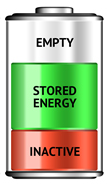 EMPTY
STORED
ENERGY
INACTIVE